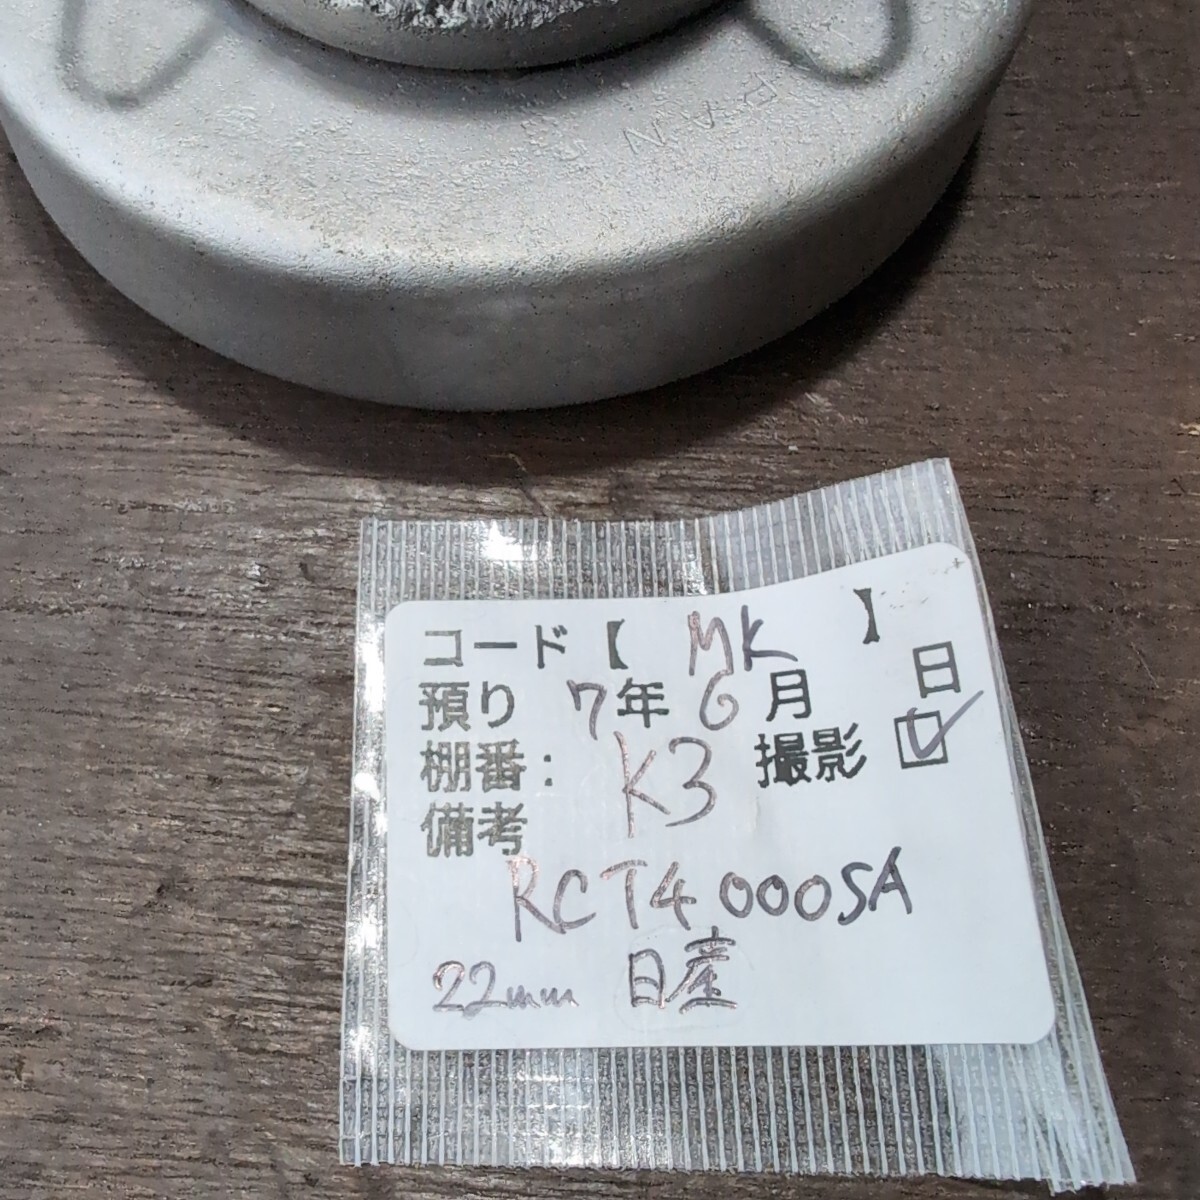 コード【 MK 】
預り 7年 6月 日
棚番: K3 撮影 ☑
備考
RCT4000SA
22mm 日産